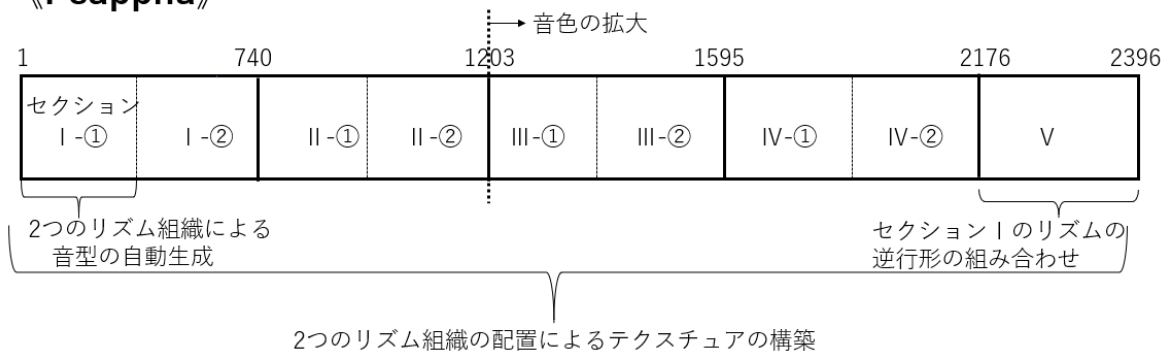 《Psappha》
音色の拡大
1 740 1203 1595 2176 2396
セクション
Ⅰ-① Ⅰ-② Ⅱ-① Ⅱ-② Ⅲ-① Ⅲ-② Ⅳ-① Ⅳ-② Ⅴ
2つのリズム組織による
音型の自動生成
セクションⅠのリズムの
逆行形の組み合わせ
2つのリズム組織の配置によるテクスチュアの構築